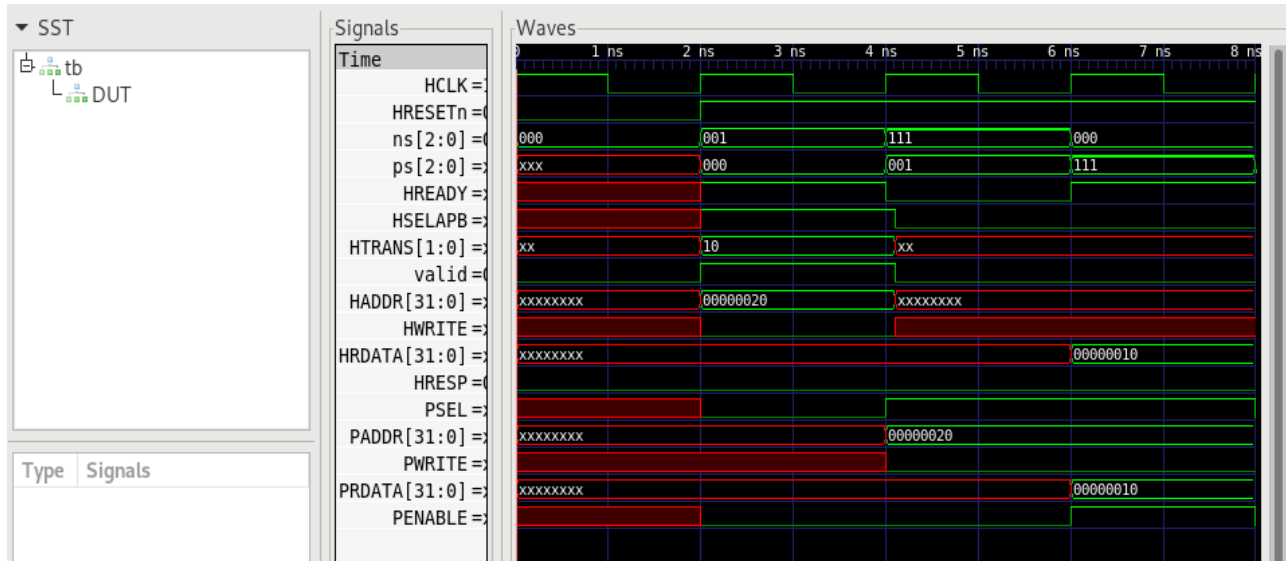 SST
tb
DUT
Type Signals
Signals
Time
HCLK =
HRESETn =
ns[2:0] =
ps[2:0] =
HREADY =
HSELAPB =
HTRANS[1:0] =
valid =
HADDR[31:0] =
HWRITE =
HRDATA[31:0] =
HRESP =
PSEL =
PADDR[31:0] =
PWRITE =
PRDATA[31:0] =
PENABLE =
Waves
1 ns 2 ns 3 ns 4 ns 5 ns 6 ns 7 ns 8 ns
000 001 111 000
xxx 000 001 111
xx 10 xx
xxxxxxxx 00000020 xxxxxxxx
xxxxxxxx 00000010
xxxxxxxx 00000020
xxxxxxxx 00000010